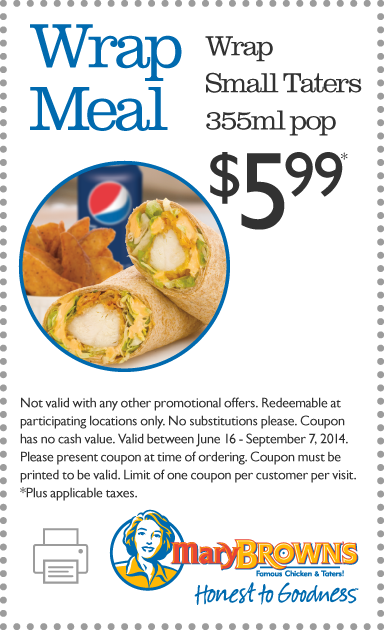 Wrap
Meal
Wrap
Small Taters
355ml pop
$5.99*
Not valid with any other promotional offers. Redeemable at
participating locations only. No substitutions please. Coupon
has no cash value. Valid between June 16 - September 7, 2014.
Please present coupon at time of ordering. Coupon must be
printed to be valid. Limit of one coupon per customer per visit.
*Plus applicable taxes.
MaryBROWNS
Famous Chicken & Taters!
Honest to Goodness